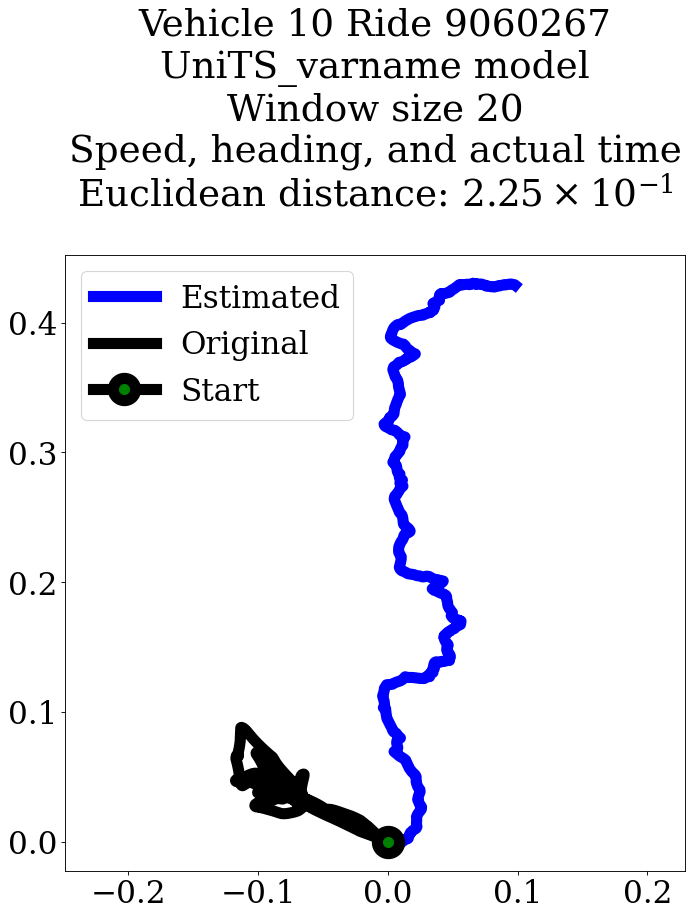 Vehicle 10 Ride 9060267
UniTS_varname model
Window size 20
Speed, heading, and actual time
Euclidean distance: 2.25 × 10⁻¹
Estimated
Original
Start
0.4
0.3
0.2
0.1
0.0
−0.2 −0.1 0.0 0.1 0.2